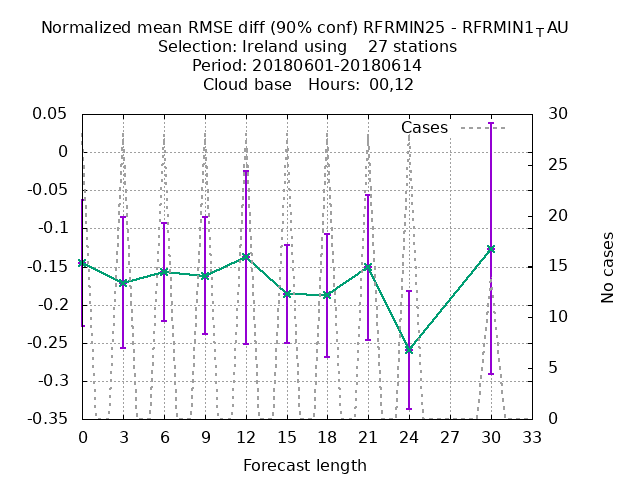 Normalized mean RMSE diff (90% conf) RFRMIN25 - RFRMIN1_TAU
Selection: Ireland using 27 stations
Period: 20180601-20180614
Cloud base Hours: 00,12
Cases
0.05
0
-0.05
-0.1
-0.15
-0.2
-0.25
-0.3
-0.35
30
25
20
15
10
5
0
No cases
0 3 6 9 12 15 18 21 24 27 30 33
Forecast length